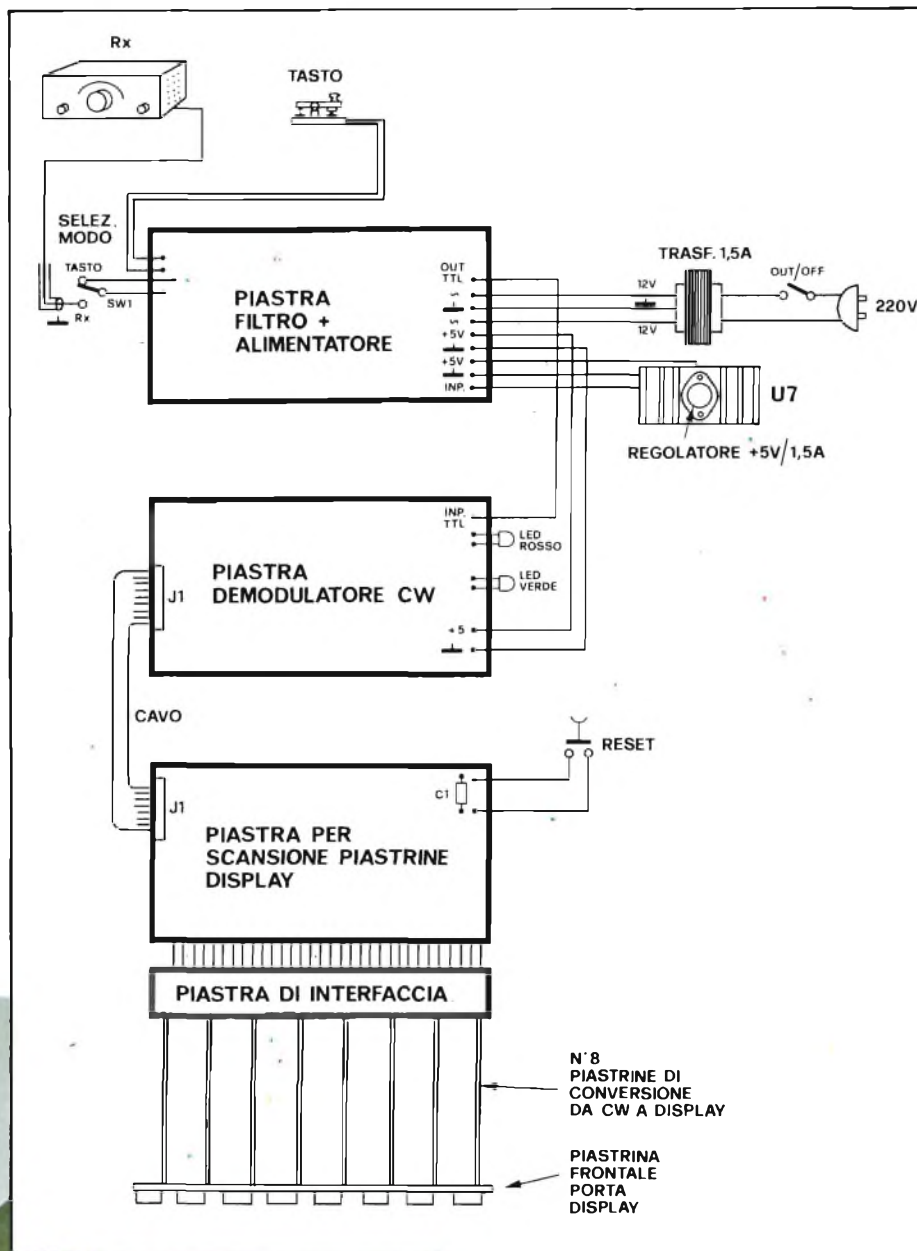 Rx
TASTO
SELEZ.
MODO
TASTO
SW1
Rx
PIASTRA
FILTRO +
ALIMENTATORE
OUT
TTL
S
S
+5V
+5V
INP.
12V
12V
TRASF. 1,5A
OUT/OFF
220V
U7
REGOLATORE +5V/1,5A
PIASTRA
DEMODULATORE CW
INP.
TTL
LED
ROSSO
LED
VERDE
+5
J1
CAVO
J1
PIASTRA PER
SCANSIONE PIASTRINE
DISPLAY
C1
RESET
PIASTRA DI INTERFACCIA
N°8
PIASTRINE DI
CONVERSIONE
DA CW A DISPLAY
PIASTRINA
FRONTALE
PORTA
DISPLAY